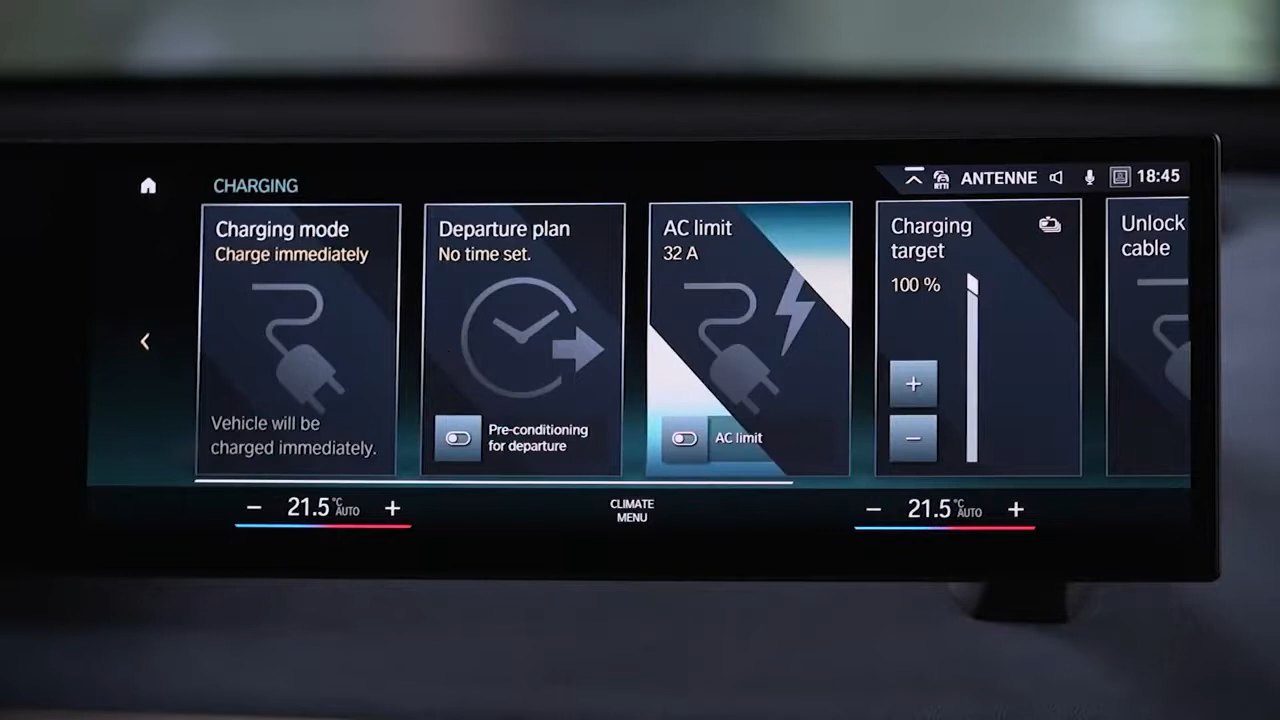 CHARGING
RTTI
ANTENNE
18:45
Charging mode
Charge immediately
Vehicle will be
charged immediately.
Departure plan
No time set.
Pre-conditioning
for departure
AC limit
32 A
AC limit
Charging
target
100 %
+
−
Unlock
cable
− 21.5 °C AUTO +
CLIMATE
MENU
− 21.5 °C AUTO +